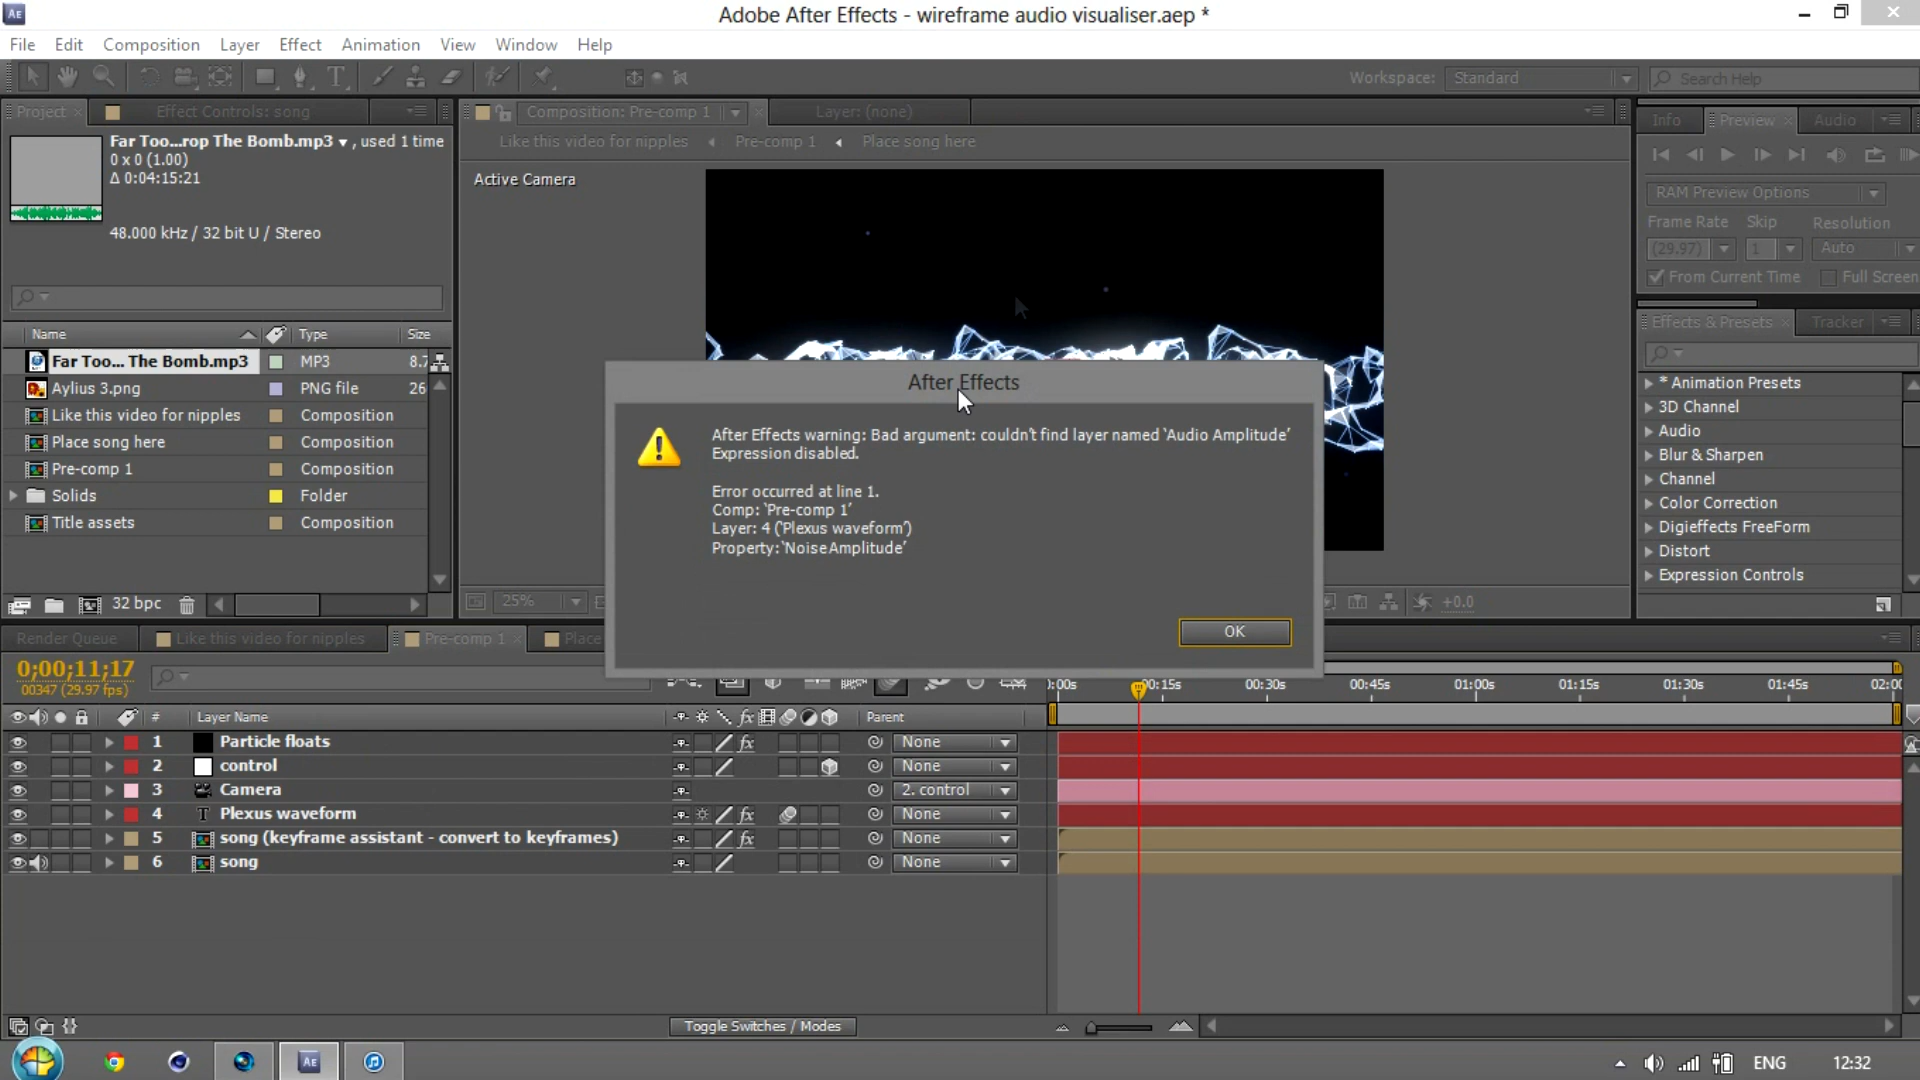 AE
Adobe After Effects - wireframe audio visualiser.aep *
File Edit Composition Layer Effect Animation View Window Help
T
Workspace: Standard
Search Help
Project
Effect Controls: song
Composition: Pre-comp 1
Layer: (none)
Info Preview Audio
Far Too...rop The Bomb.mp3 , used 1 time
0 x 0 (1.00)
Δ 0:04:15:21
48.000 kHz / 32 bit U / Stereo
Like this video for nipples Pre-comp 1 Place song here
Active Camera
RAM Preview Options
Frame Rate Skip Resolution
(29.97) 1 Auto
From Current Time Full Screen
Effects & Presets Tracker
* Animation Presets
3D Channel
Audio
Blur & Sharpen
Channel
Color Correction
Digieffects FreeForm
Distort
Expression Controls
Name Type Size
Far Too... The Bomb.mp3 MP3 8.7
Aylius 3.png PNG file 26
Like this video for nipples Composition
Place song here Composition
Pre-comp 1 Composition
Solids Folder
Title assets Composition
32 bpc
25%
+0.0
After Effects
After Effects warning: Bad argument: couldn't find layer named 'Audio Amplitude'
Expression disabled.
Error occurred at line 1.
Comp: 'Pre-comp 1'
Layer: 4 ('Plexus waveform')
Property: 'Noise Amplitude'
OK
Render Queue Like this video for nipples Pre-comp 1 Place
0;00;11;17
00347 (29.97 fps)
):00s 00:15s 00:30s 00:45s 01:00s 01:15s 01:30s 01:45s 02:00
# Layer Name fx Parent
1 Particle floats fx None
2 control None
3 Camera 2. control
4 T Plexus waveform fx None
5 song (keyframe assistant - convert to keyframes) fx None
6 song None
Toggle Switches / Modes
AE
ENG 12:32